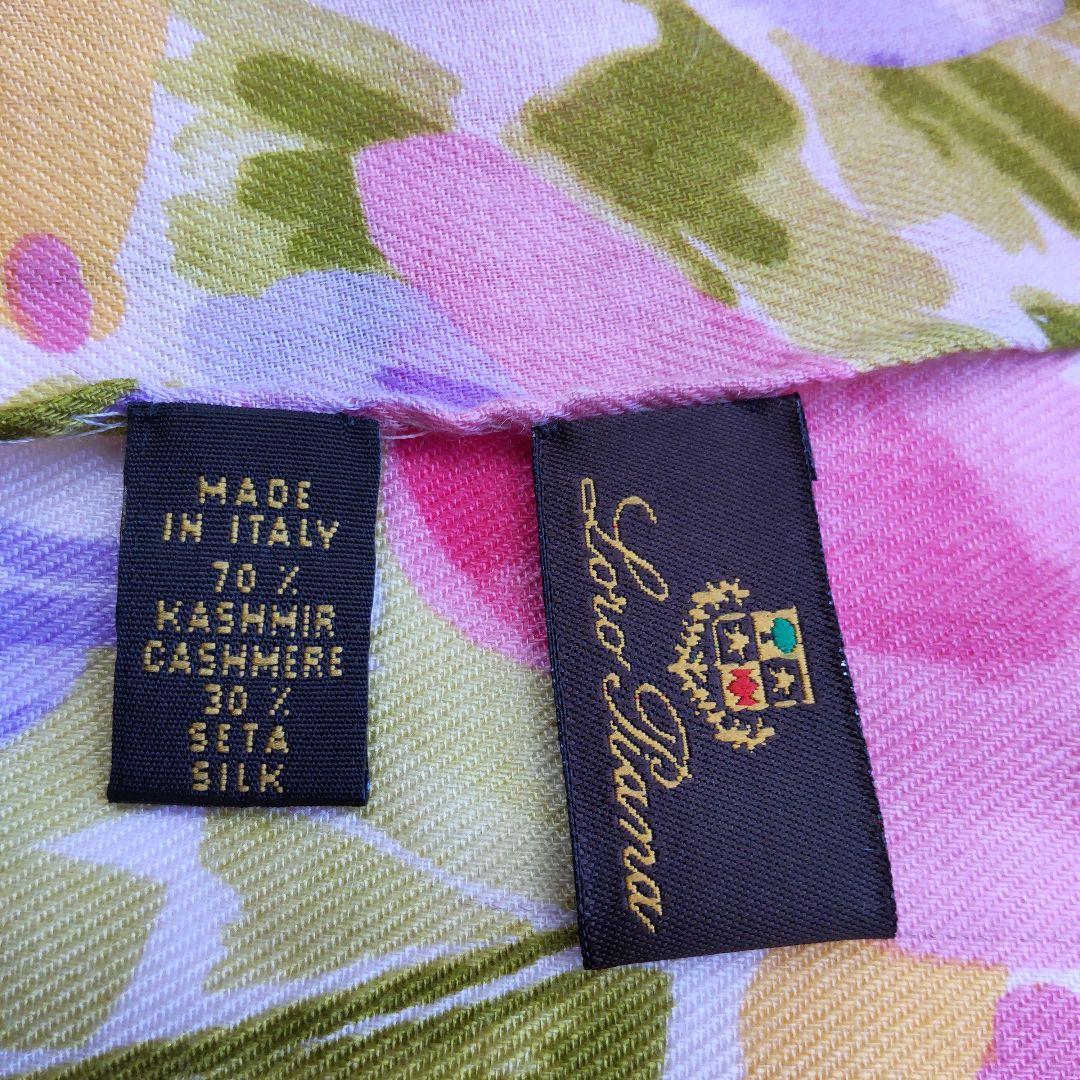 MADE
IN ITALY
70 %
KASHMIR
CASHMERE
30 %
SETA
SILK
Loro Piana